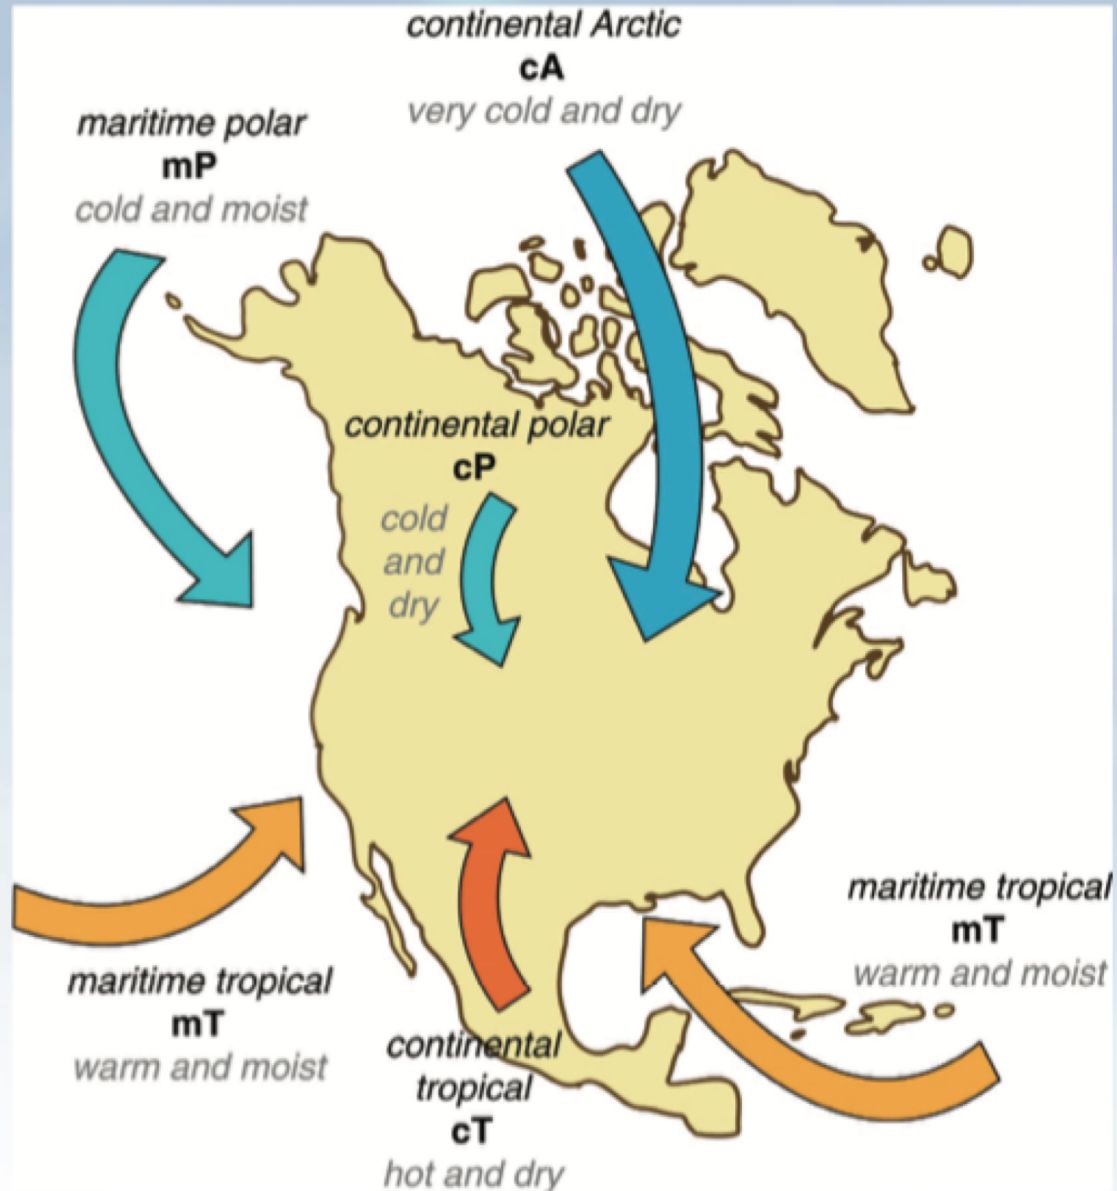 continental Arctic
cA
very cold and dry
maritime polar
mP
cold and moist
continental polar
cP
cold
and
dry
maritime tropical
mT
warm and moist
maritime tropical
mT
warm and moist
continental
tropical
cT
hot and dry